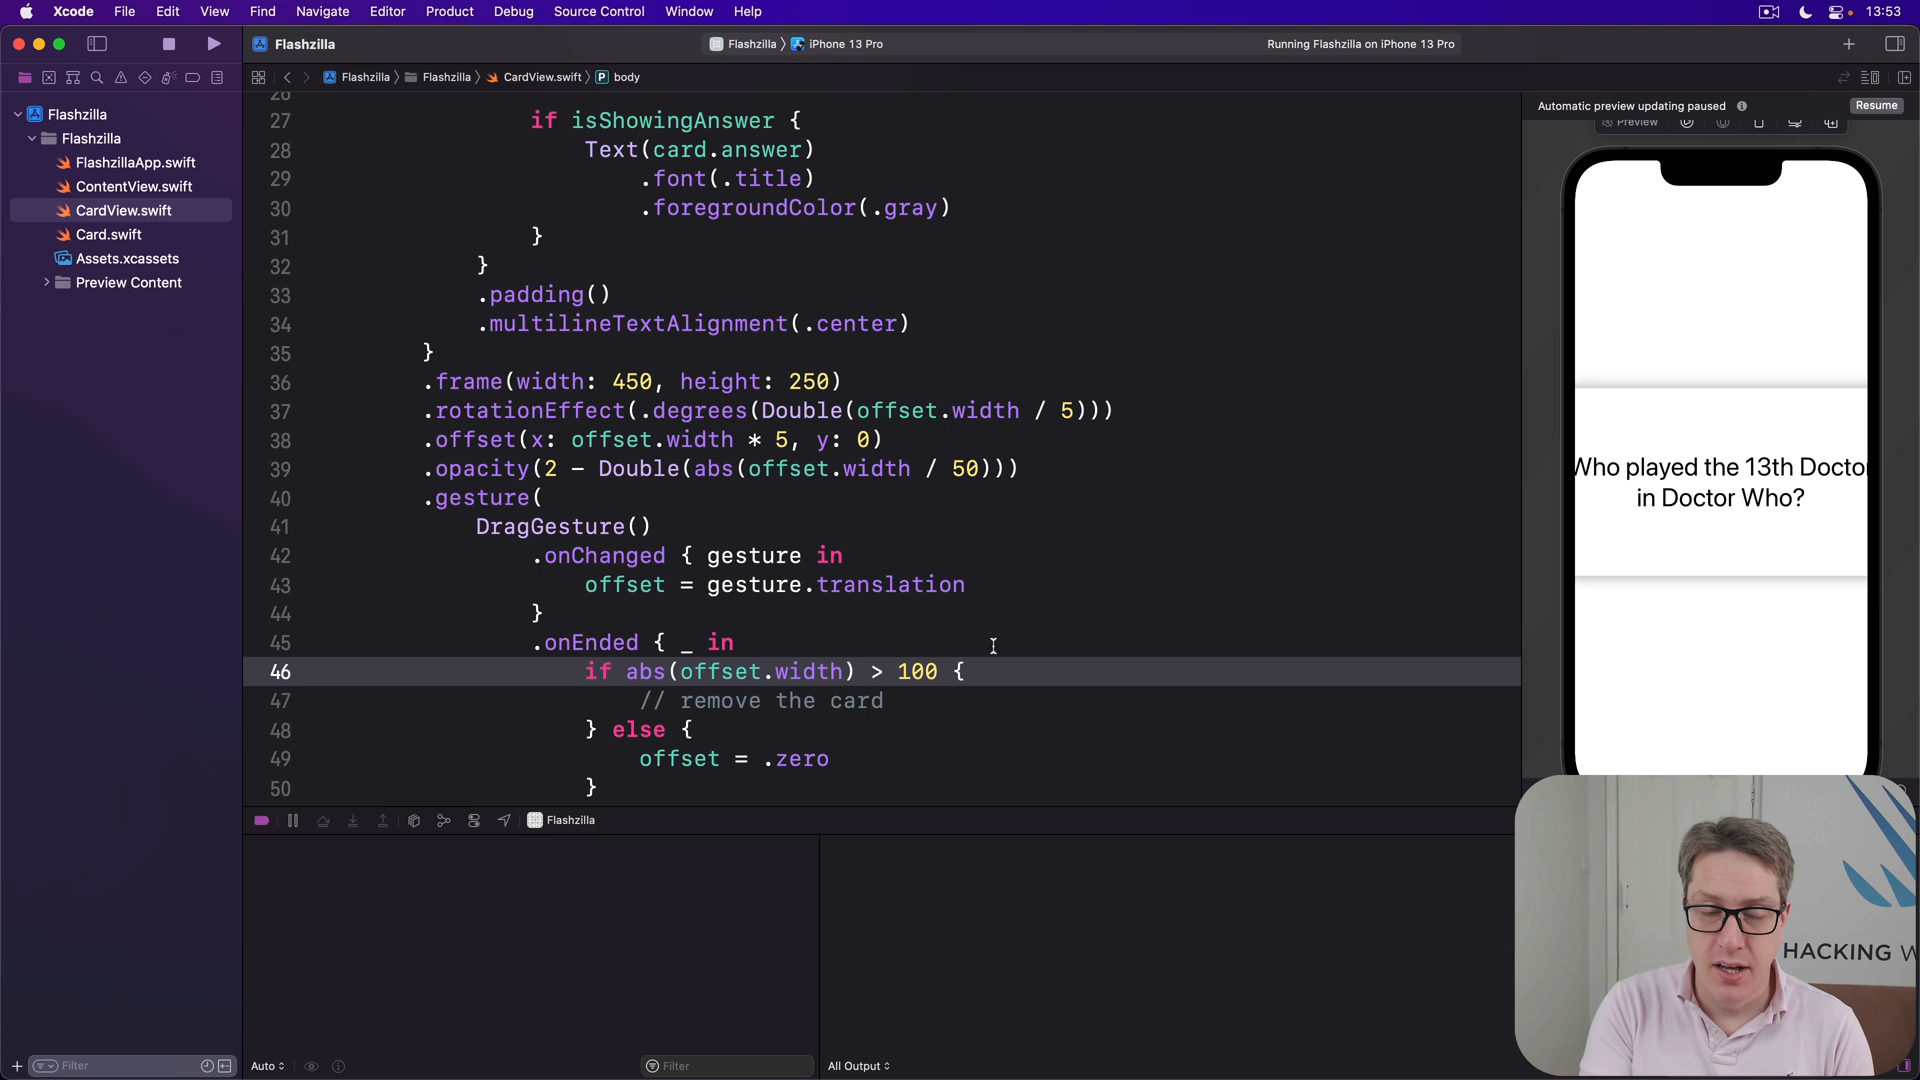 Xcode File Edit View Find Navigate Editor Product Debug Source Control Window Help 13:53
Flashzilla
Flashzilla iPhone 13 Pro
Running Flashzilla on iPhone 13 Pro
Flashzilla Flashzilla CardView.swift P body
Automatic preview updating paused Resume
Preview
Flashzilla
Flashzilla
FlashzillaApp.swift
ContentView.swift
CardView.swift
Card.swift
Assets.xcassets
Preview Content
26
27 if isShowingAnswer {
28 Text(card.answer)
29 .font(.title)
30 .foregroundColor(.gray)
31 }
32 }
33 .padding()
34 .multilineTextAlignment(.center)
35 }
36 .frame(width: 450, height: 250)
37 .rotationEffect(.degrees(Double(offset.width / 5)))
38 .offset(x: offset.width * 5, y: 0)
39 .opacity(2 - Double(abs(offset.width / 50)))
40 .gesture(
41 DragGesture()
42 .onChanged { gesture in
43 offset = gesture.translation
44 }
45 .onEnded { _ in
46 if abs(offset.width) > 100 {
47 // remove the card
48 } else {
49 offset = .zero
50 }
Who played the 13th Doctor
in Doctor Who?
Flashzilla
HACKING W
Filter
Auto
Filter
All Output